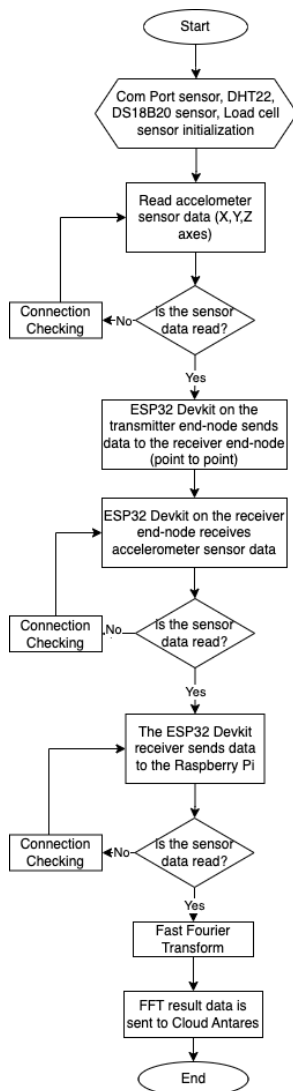 Start
Com Port sensor, DHT22,
DS18B20 sensor, Load cell
sensor initialization
Read accelometer
sensor data (X,Y,Z
axes)
Connection
Checking
No
Is the sensor
data read?
Yes
ESP32 Devkit on the
transmitter end-node sends
data to the receiver end-node
(point to point)
ESP32 Devkit on the receiver
end-node receives
accelerometer sensor data
Connection
Checking
No
Is the sensor
data read?
Yes
The ESP32 Devkit
receiver sends data
to the Raspberry Pi
Connection
Checking
No
Is the sensor
data read?
Yes
Fast Fourier
Transform
FFT result data is
sent to Cloud Antares
End